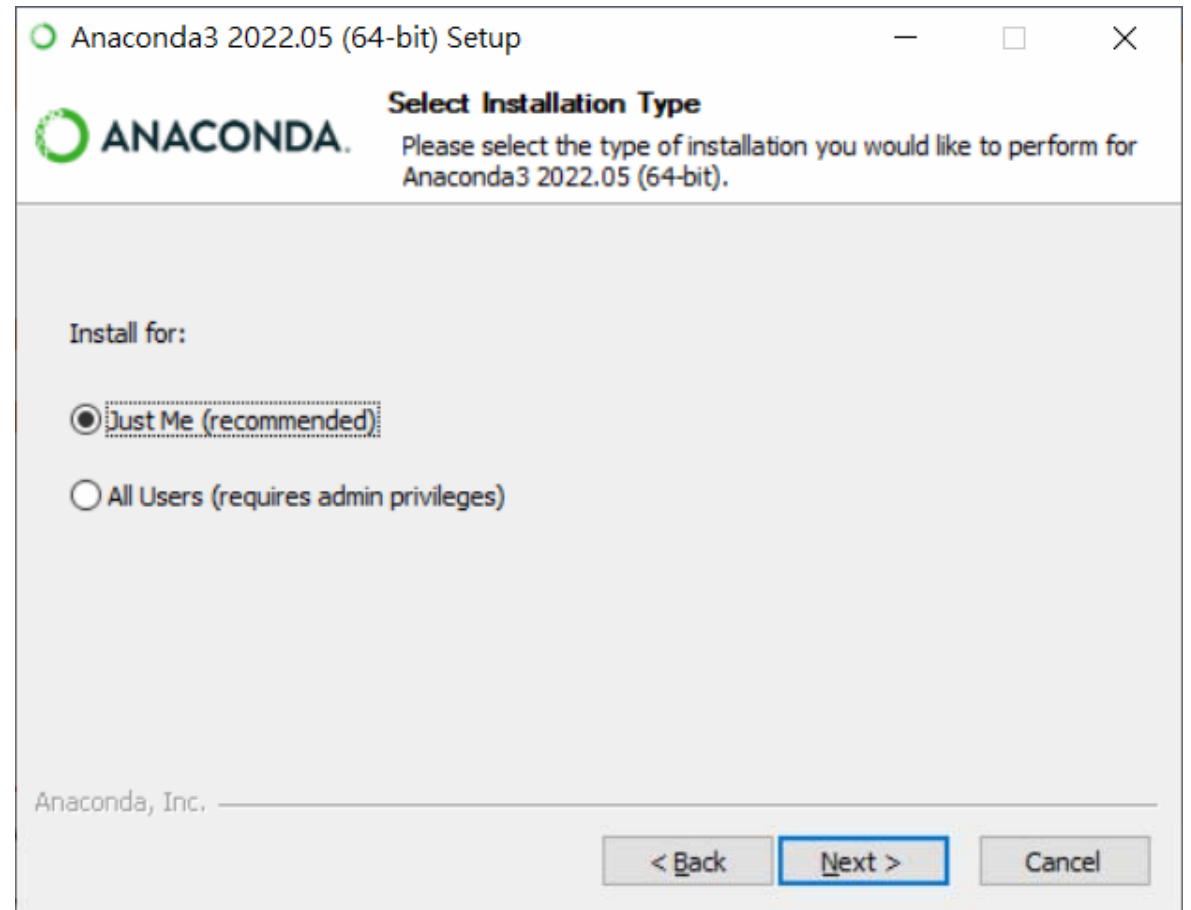 Anaconda3 2022.05 (64-bit) Setup
ANACONDA.
Select Installation Type
Please select the type of installation you would like to perform for
Anaconda3 2022.05 (64-bit).
Install for:
Just Me (recommended)
All Users (requires admin privileges)
Anaconda, Inc.
< Back
Next >
Cancel